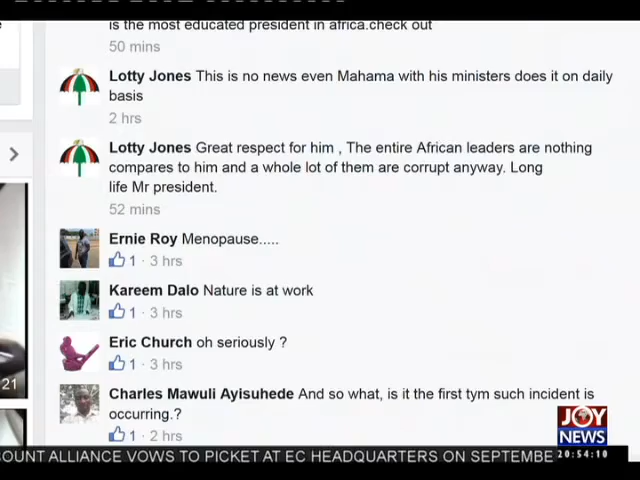 is the most educated president in africa.check out
50 mins
Lotty Jones This is no news even Mahama with his ministers does it on daily
basis
2 hrs
Lotty Jones Great respect for him , The entire African leaders are nothing
compares to him and a whole lot of them are corrupt anyway. Long
life Mr president.
52 mins
Ernie Roy Menopause.....
1 · 3 hrs
Kareem Dalo Nature is at work
1 · 3 hrs
Eric Church oh seriously ?
1 · 3 hrs
21
Charles Mawuli Ayisuhede And so what, is it the first tym such incident is
occurring.?
1 · 2 hrs
JOY
NEWS
20:54:10
OUNT ALLIANCE VOWS TO PICKET AT EC HEADQUARTERS ON SEPTEMBE